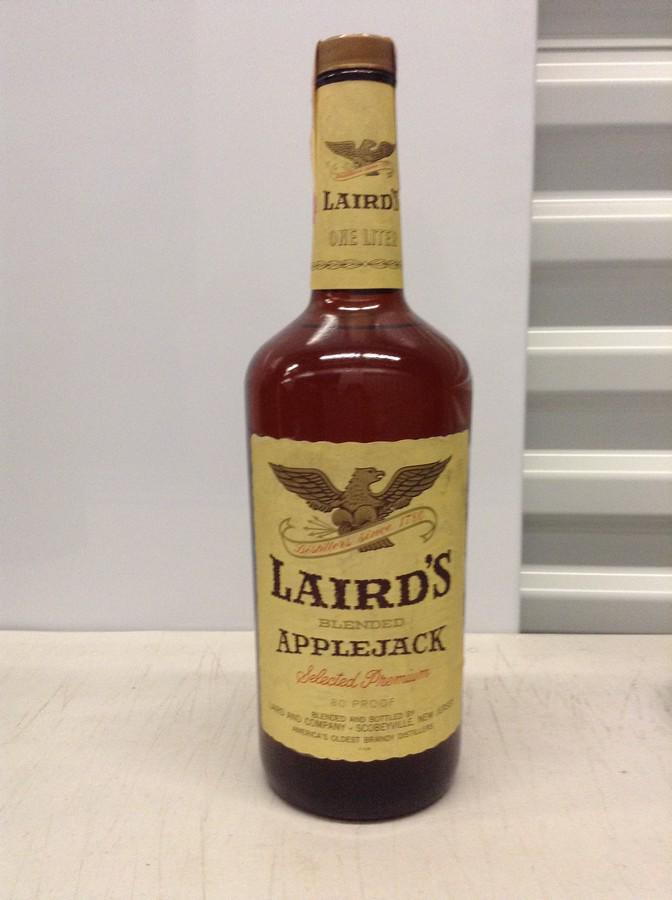 LAIRD'S
ONE LITER
Distillers since 1780
LAIRD'S
BLENDED
APPLEJACK
Selected Premium
80 PROOF
BLENDED AND BOTTLED BY
LAIRD AND COMPANY - SCOBEYVILLE, NEW JERSEY
AMERICA'S OLDEST BRANDY DISTILLERS